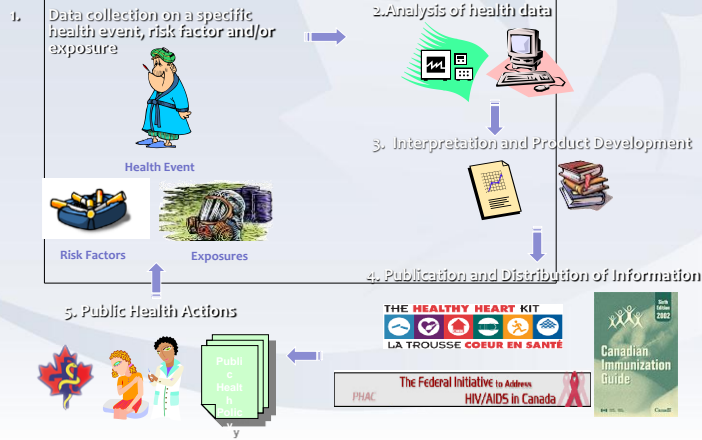 1. Data collection on a specific
health event, risk factor and/or
exposure
Health Event
Risk Factors
Exposures
2.Analysis of health data
3. Interpretation and Product Development
4. Publication and Distribution of Information
THE HEALTHY HEART KIT
LA TROUSSE COEUR EN SANTÉ
Sixth
Edition
2002
Canadian
Immunization
Guide
Canada
The Federal Initiative to Address
PHAC HIV/AIDS in Canada
5. Public Health Actions
Publi
c
Healt
h
Polic
y